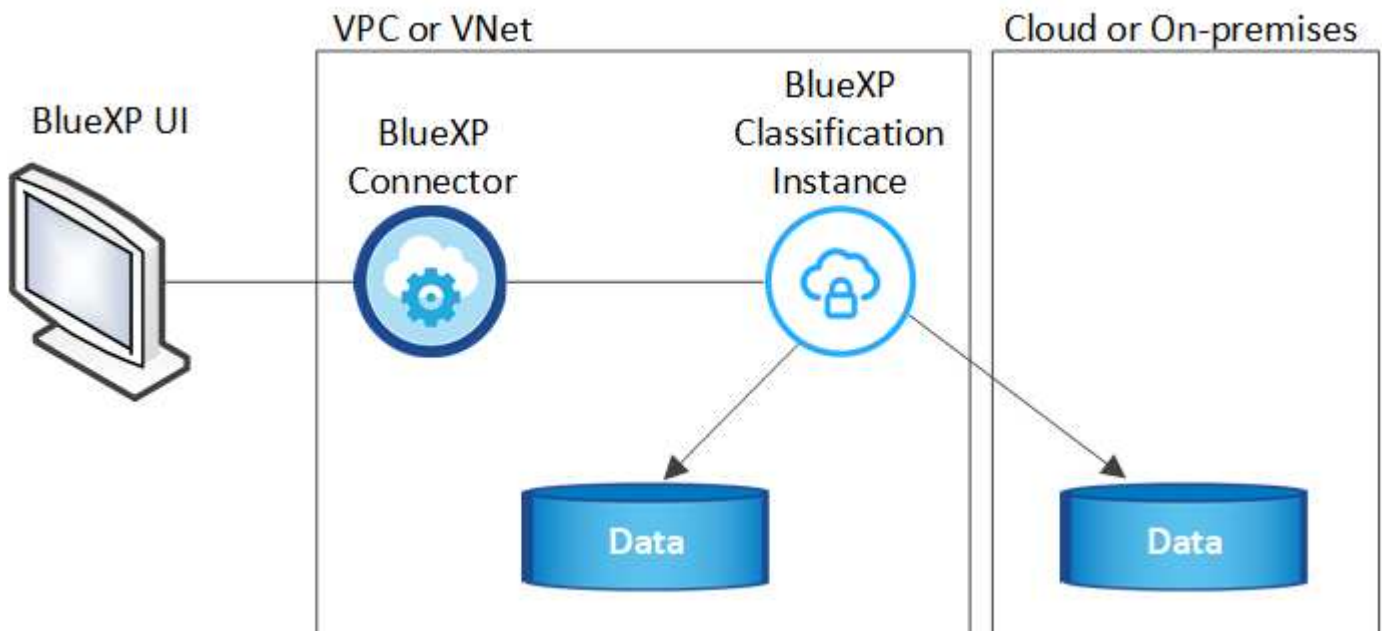 VPC or VNet
Cloud or On-premises
BlueXP UI
BlueXP
Connector
BlueXP
Classification
Instance
Data
Data